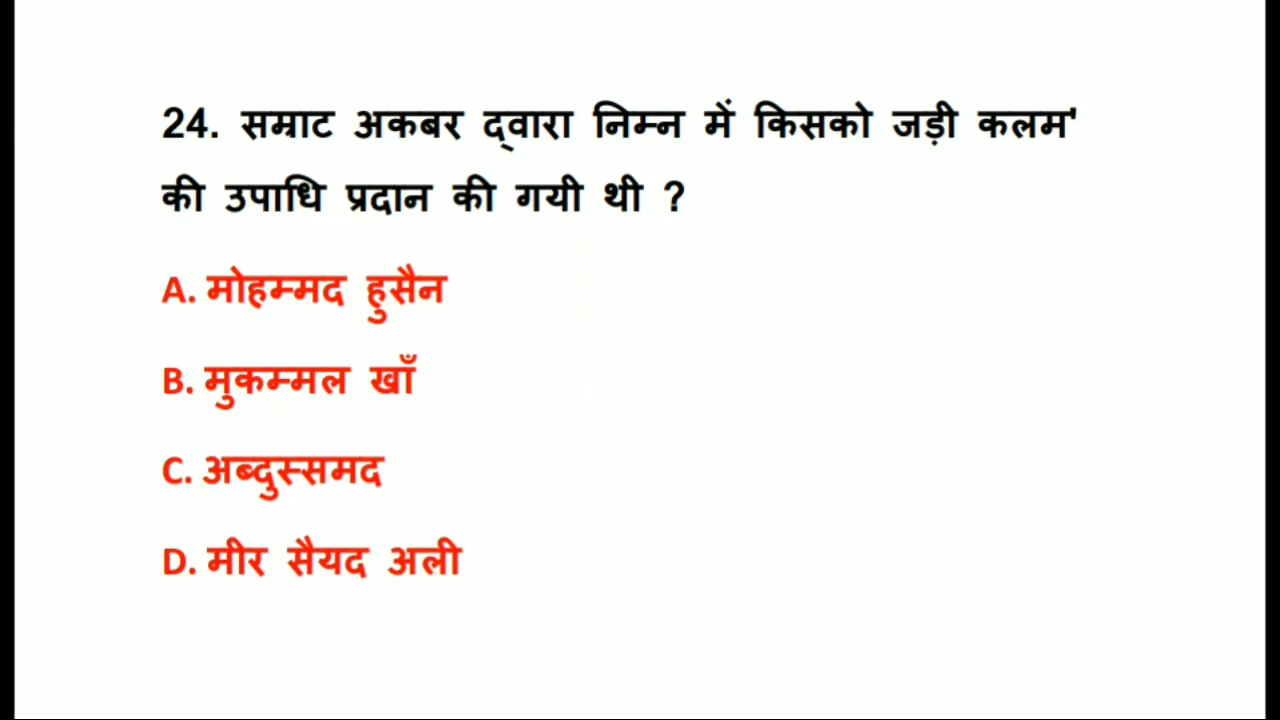 24. सम्राट अकबर द्वारा निम्न में किसको जड़ी कलम'
की उपाधि प्रदान की गयी थी ?
A. मोहम्मद हुसैन
B. मुकम्मल खाँ
C. अब्दुस्समद
D. मीर सैयद अली